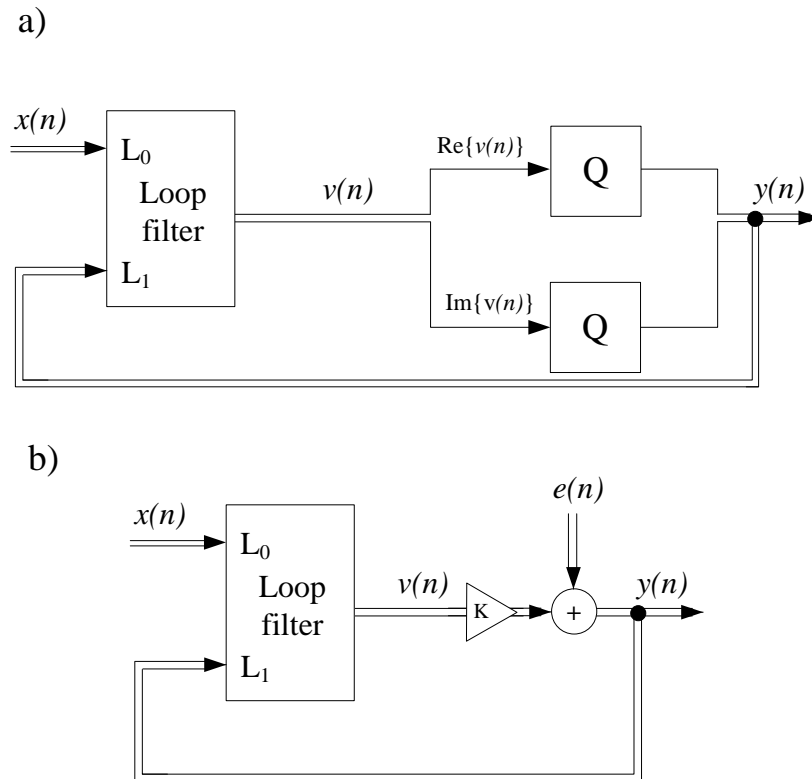 a)
x(n)
L₀
Loop
filter
L₁
v(n)
Re{v(n)}
Q
Im{v(n)}
Q
y(n)
b)
x(n)
L₀
Loop
filter
L₁
v(n)
K
e(n)
+
y(n)